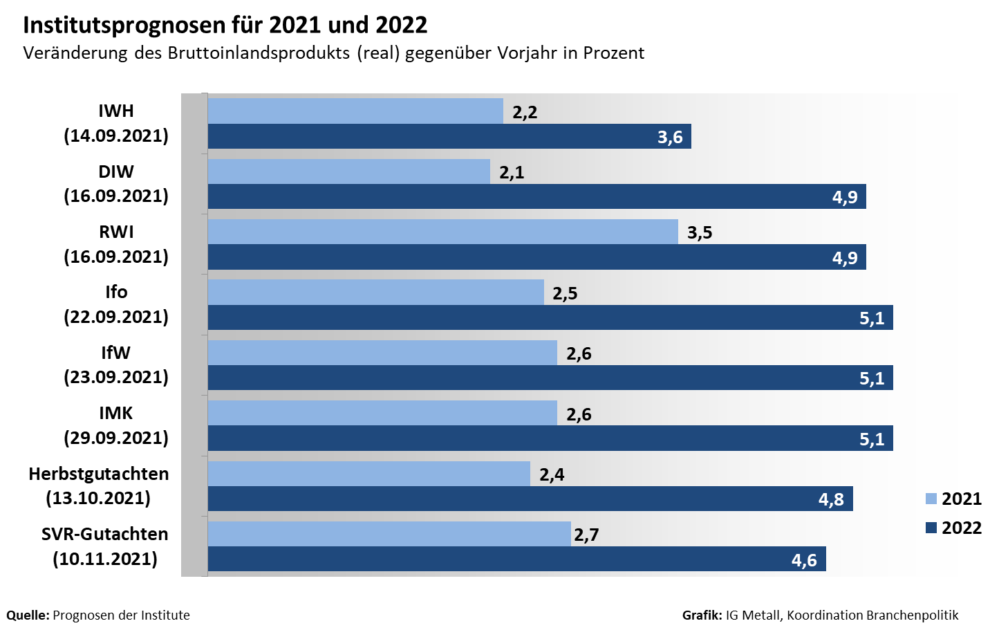 Institutsprognosen für 2021 und 2022
Veränderung des Bruttoinlandsprodukts (real) gegenüber Vorjahr in Prozent
IWH
(14.09.2021)
2,2
3,6
DIW
(16.09.2021)
2,1
4,9
RWI
(16.09.2021)
3,5
4,9
Ifo
(22.09.2021)
2,5
5,1
IfW
(23.09.2021)
2,6
5,1
IMK
(29.09.2021)
2,6
5,1
Herbstgutachten
(13.10.2021)
2,4
4,8
SVR-Gutachten
(10.11.2021)
2,7
4,6
2021
2022
Quelle: Prognosen der Institute
Grafik: IG Metall, Koordination Branchenpolitik